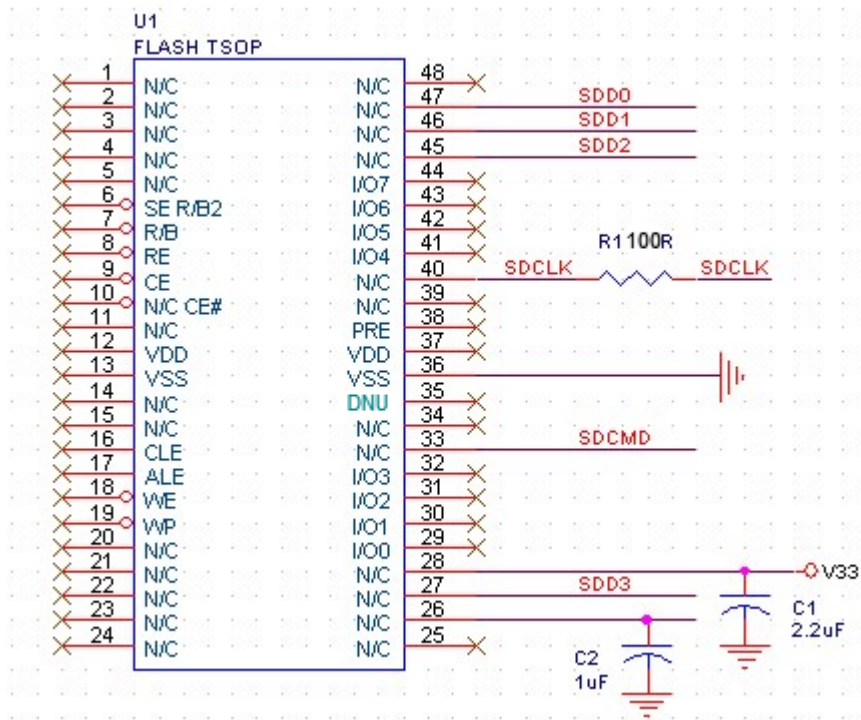 U1
FLASH TSOP
1 N/C N/C 48
2 N/C N/C 47 SDD0
3 N/C N/C 46 SDD1
4 N/C N/C 45 SDD2
5 N/C I/O7 44
6 SE R/B2 I/O6 43
7 R/B I/O5 42
8 RE I/O4 41
R1 100R
9 CE N/C 40 SDCLK SDCLK
10 N/C CE# N/C 39
11 N/C PRE 38
12 VDD VDD 37
13 VSS VSS 36
14 N/C DNU 35
15 N/C N/C 34
16 CLE N/C 33 SDCMD
17 ALE I/O3 32
18 WE I/O2 31
19 WP I/O1 30
20 N/C I/O0 29
21 N/C N/C 28 V33
22 N/C N/C 27 SDD3
23 N/C N/C 26
24 N/C N/C 25
C1
2.2uF
C2
1uF